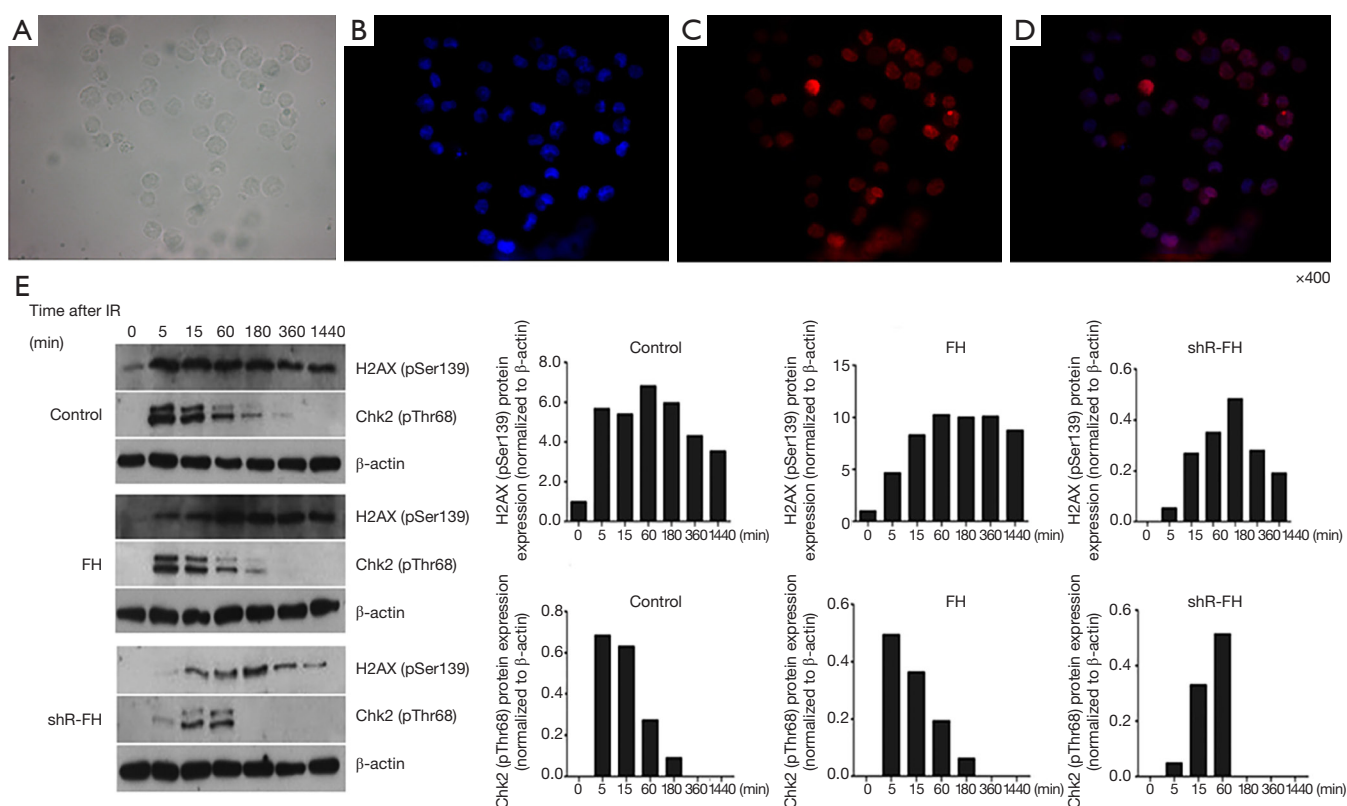 A
B
C
D
×400
E
Time after IR
(min)
0 5 15 60 180 360 1440
H2AX (pSer139)
Control
Chk2 (pThr68)
β-actin
H2AX (pSer139)
FH
Chk2 (pThr68)
β-actin
H2AX (pSer139)
shR-FH
Chk2 (pThr68)
β-actin
Control
H2AX (pSer139) protein
expression (normalized to β-actin)
8.0
6.0
4.0
2.0
0.0
0 5 15 60 180 360 1440 (min)
FH
H2AX (pSer139) protein
expression (normalized to β-actin)
15
10
5
0
0 5 15 60 180 360 1440 (min)
shR-FH
H2AX (pSer139) protein
expression (normalized to β-actin)
0.6
0.4
0.2
0.0
0 5 15 60 180 360 1440 (min)
Control
Chk2 (pThr68) protein expression
(normalized to β-actin)
0.8
0.6
0.4
0.2
0.0
0 5 15 60 180 360 1440 (min)
FH
Chk2 (pThr68) protein expression
(normalized to β-actin)
0.6
0.4
0.2
0.0
0 5 15 60 180 360 1440 (min)
shR-FH
Chk2 (pThr68) protein expression
(normalized to β-actin)
0.6
0.4
0.2
0.0
0 5 15 60 180 360 1440 (min)